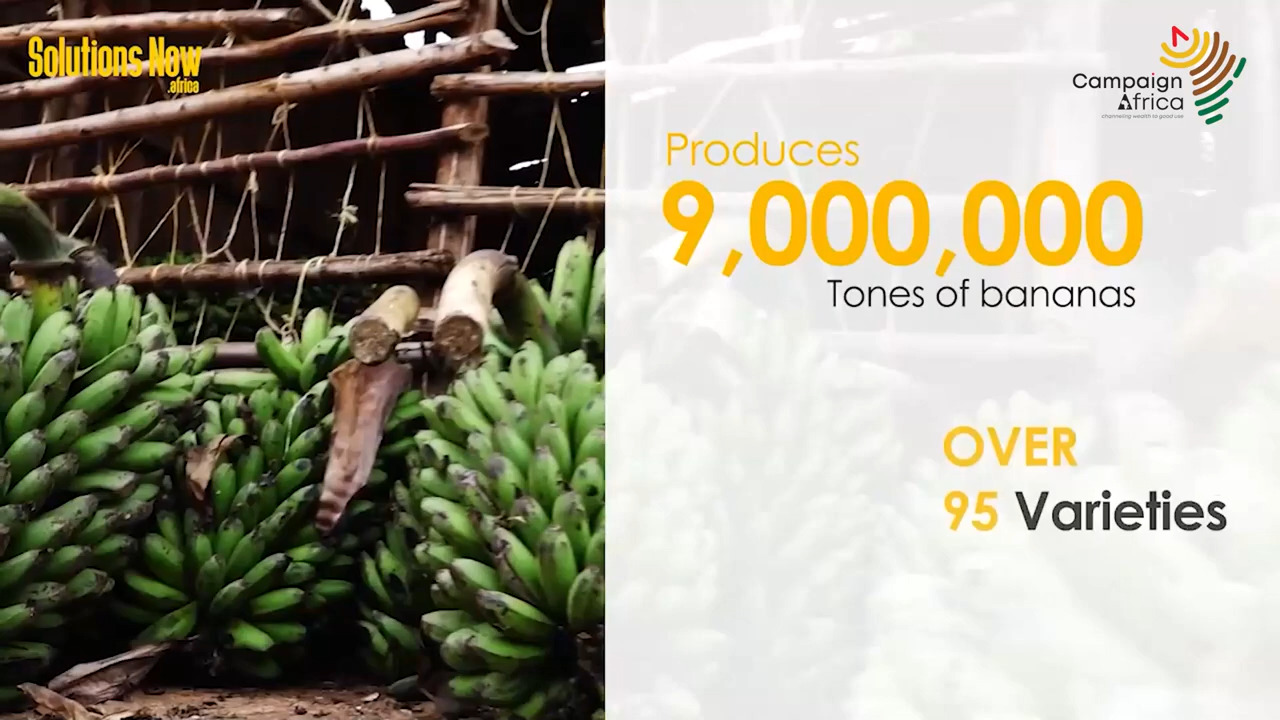 Solutions Now
.africa
Campaign
Africa
channeling wealth to good use
Produces
9,000,000
Tones of bananas
OVER
95 Varieties